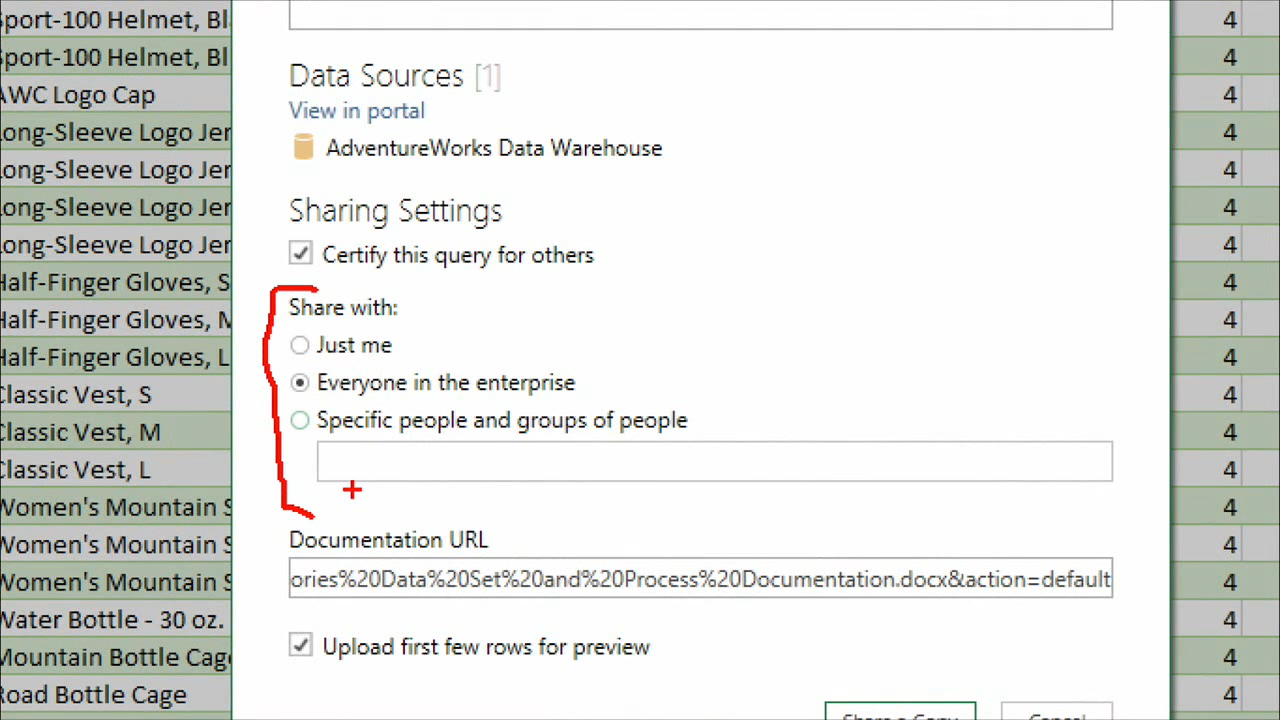 Sport-100 Helmet, Bl 4
Sport-100 Helmet, Bl 4
Data Sources [1]
AWC Logo Cap 4
View in portal
Long-Sleeve Logo Jer 4
AdventureWorks Data Warehouse
Long-Sleeve Logo Jer 4
Long-Sleeve Logo Jer 4
Sharing Settings
Long-Sleeve Logo Jer 4
Certify this query for others
Half-Finger Gloves, S 4
Share with:
Half-Finger Gloves, M 4
Just me
Half-Finger Gloves, L 4
Everyone in the enterprise
Classic Vest, S 4
Specific people and groups of people
Classic Vest, M 4
Classic Vest, L 4
Women's Mountain S 4
Documentation URL
Women's Mountain S 4
ories%20Data%20Set%20and%20Process%20Documentation.docx&action=default
Women's Mountain S 4
Water Bottle - 30 oz. 4
Upload first few rows for preview
Mountain Bottle Cage 4
Road Bottle Cage 4
Share a Copy Cancel